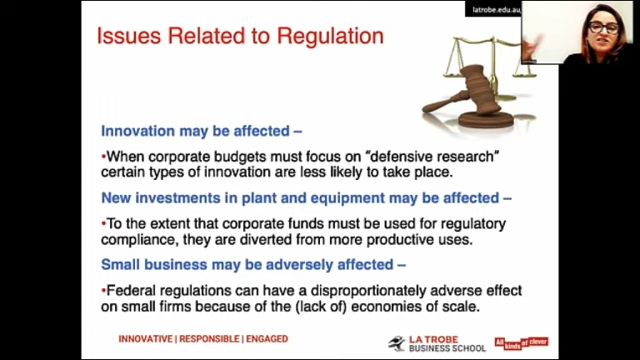 latrobe.edu.au
Issues Related to Regulation
Innovation may be affected –
•When corporate budgets must focus on “defensive research”
certain types of innovation are less likely to take place.
New investments in plant and equipment may be affected –
•To the extent that corporate funds must be used for regulatory
compliance, they are diverted from more productive uses.
Small business may be adversely affected –
•Federal regulations can have a disproportionately adverse effect
on small firms because of the (lack of) economies of scale.
INNOVATIVE | RESPONSIBLE | ENGAGED
LA TROBE
BUSINESS SCHOOL
All
kinds of clever